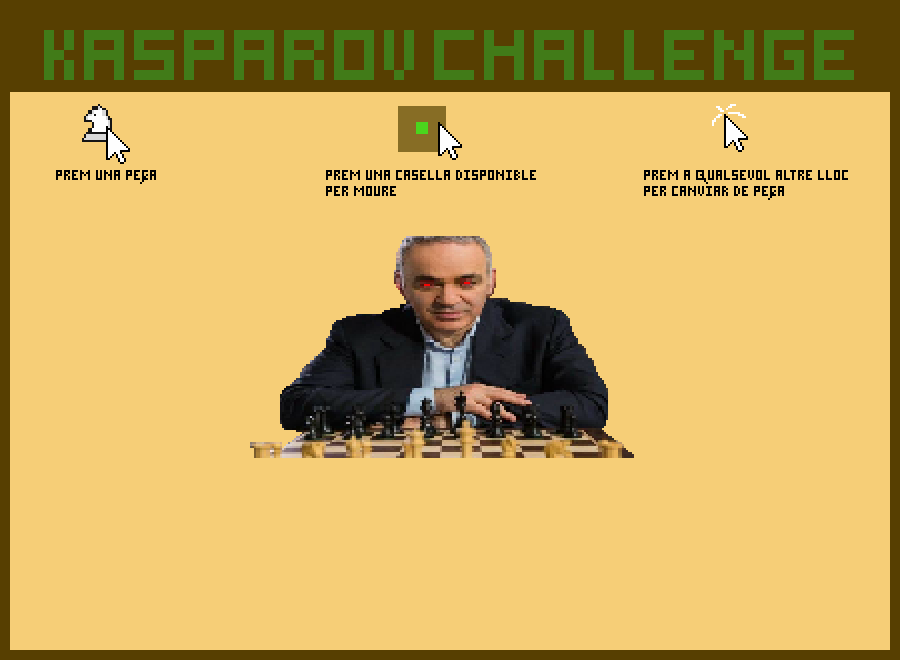 KASPAROV CHALLENGE
PREM UNA PEÇA
PREM UNA CASELLA DISPONIBLE
PER MOURE
PREM A QUALSEVOL ALTRE LLOC
PER CANVIAR DE PEÇA